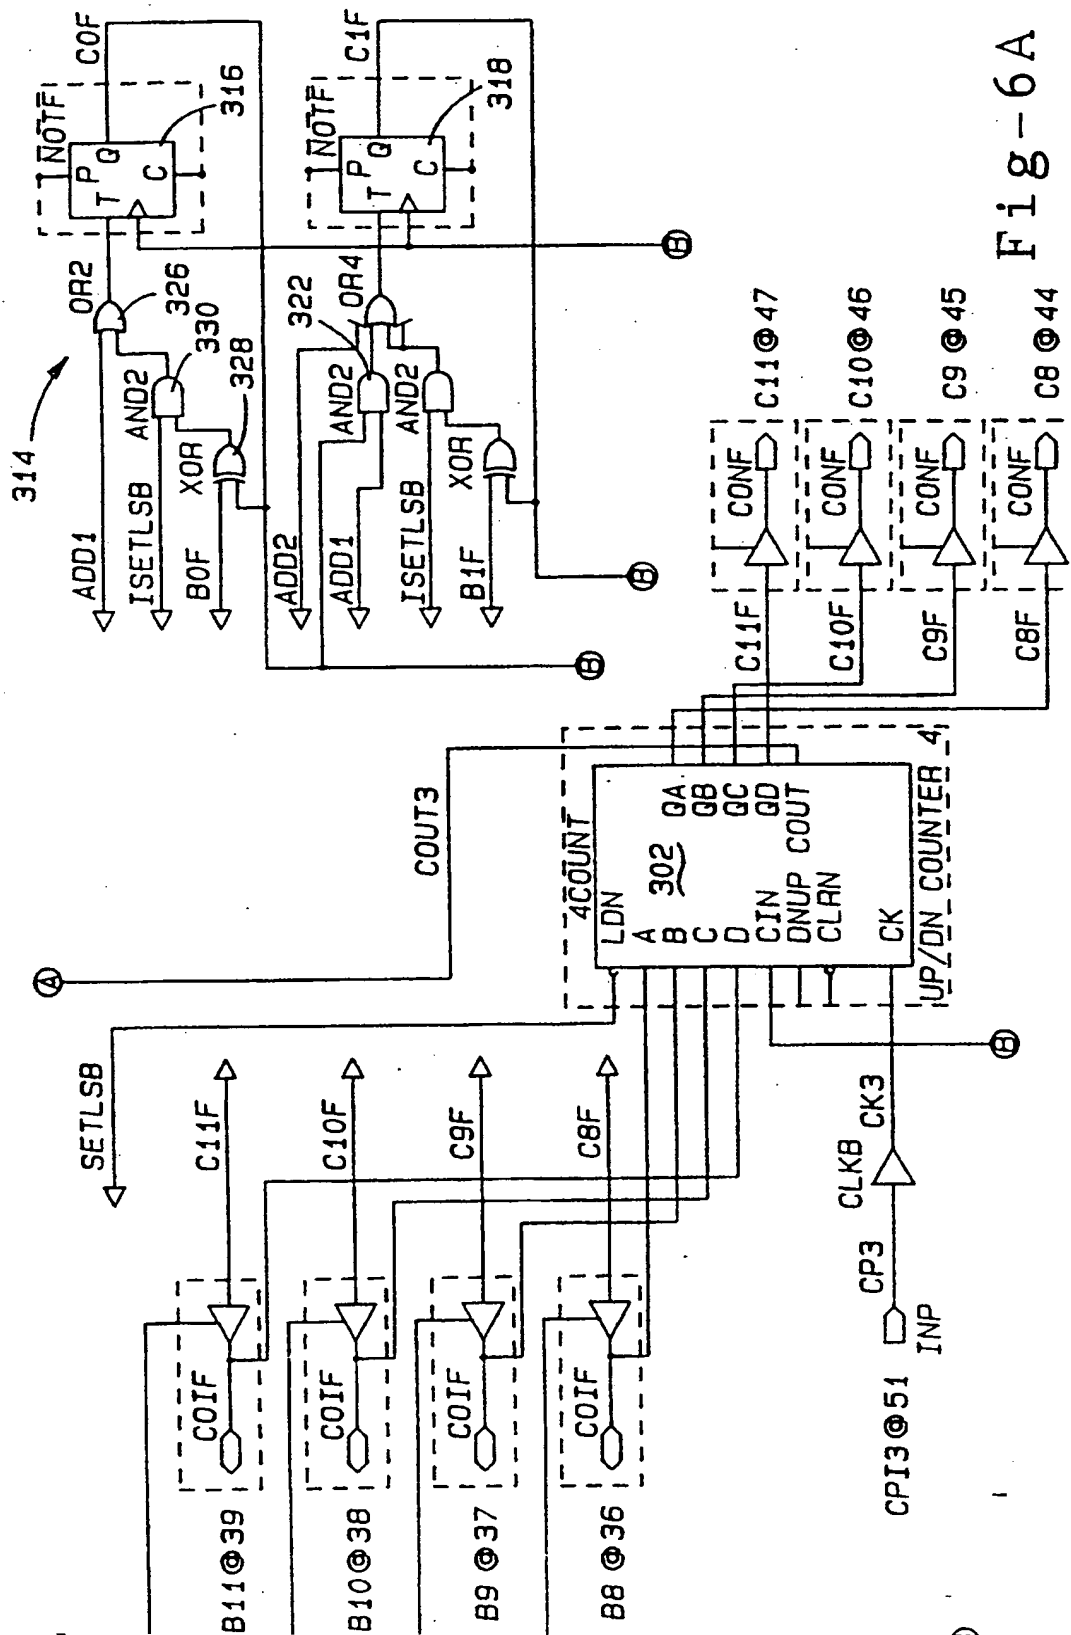 314
ADD1
OR2
326
330
AND2
ISETLSB
XOR
328
B0F
NOTF
P
T
Q
C
316
C0F
ADD2
322
OR4
AND2
ADD1
AND2
ISETLSB
XOR
B1F
NOTF
P
T
Q
C
318
C1F
B
B
B
A
COUT3
SETLSB
C11F
C10F
C9F
C8F
COIF
COIF
COIF
COIF
B11@39
B10@38
B9@37
B8@36
4COUNT
LDN
302
A
B
C
D
CIN
DNUP
CLRN
CK
QA
QB
QC
QD
COUT
UP/DN COUNTER 4
B
CPI3@51
INP
CP3
CLKB
CK3
C11F
CONF
C11@47
C10F
CONF
C10@46
C9F
CONF
C9@45
C8F
CONF
C8@44
Fig-6A